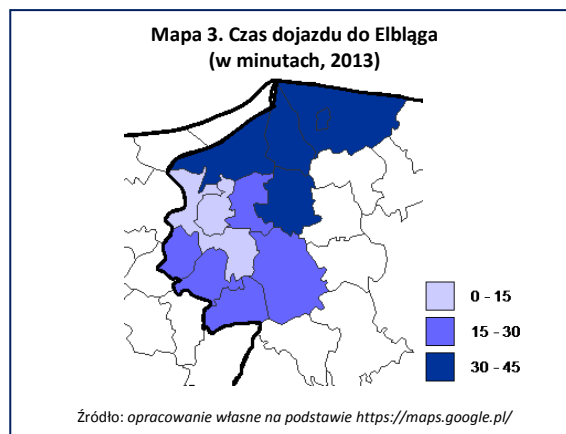 Mapa 3. Czas dojazdu do Elbląga
(w minutach, 2013)
0 - 15
15 - 30
30 - 45
Źródło: opracowanie własne na podstawie https://maps.google.pl/